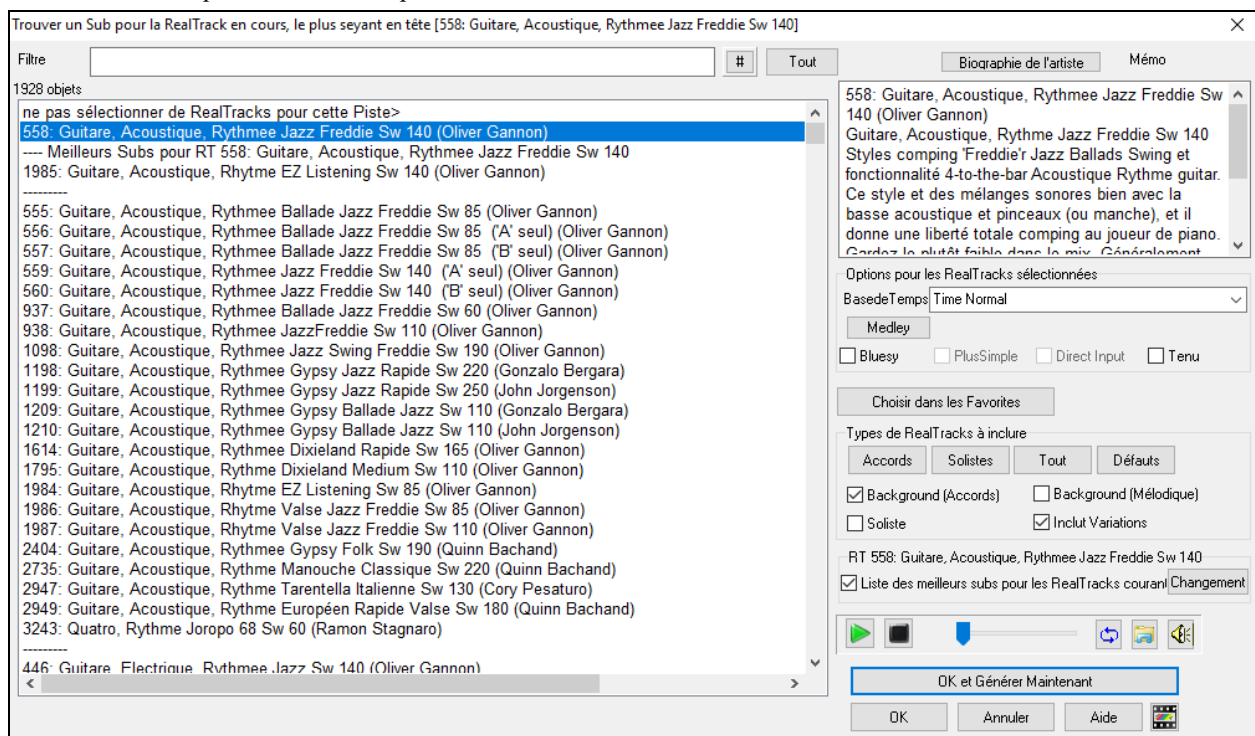 Trouver un Sub pour la RealTrack en cours, le plus seyant en tête [558: Guitare, Acoustique, Rythmee Jazz Freddie Sw 140]
Filtre
#
Tout
Biographie de l'artiste
Mémo
1928 objets
ne pas sélectionner de RealTracks pour cette Piste>
558: Guitare, Acoustique, Rythmee Jazz Freddie Sw 140 (Oliver Gannon)
---- Meilleurs Subs pour RT 558: Guitare, Acoustique, Rythmee Jazz Freddie Sw 140
1985: Guitare, Acoustique, Rhytme EZ Listening Sw 140 (Oliver Gannon)
---------
555: Guitare, Acoustique, Rythmee Ballade Jazz Freddie Sw 85 (Oliver Gannon)
556: Guitare, Acoustique, Rythmee Ballade Jazz Freddie Sw 85 ('A' seul) (Oliver Gannon)
557: Guitare, Acoustique, Rythmee Ballade Jazz Freddie Sw 85 ('B' seul) (Oliver Gannon)
559: Guitare, Acoustique, Rythmee Jazz Freddie Sw 140 ('A' seul) (Oliver Gannon)
560: Guitare, Acoustique, Rythmee Jazz Freddie Sw 140 ('B' seul) (Oliver Gannon)
937: Guitare, Acoustique, Rythmee Ballade Jazz Freddie Sw 60 (Oliver Gannon)
938: Guitare, Acoustique, Rythmee JazzFreddie Sw 110 (Oliver Gannon)
1098: Guitare, Acoustique, Rythmee Jazz Swing Freddie Sw 190 (Oliver Gannon)
1198: Guitare, Acoustique, Rythmee Gypsy Jazz Rapide Sw 220 (Gonzalo Bergara)
1199: Guitare, Acoustique, Rythmee Gypsy Jazz Rapide Sw 250 (John Jorgenson)
1209: Guitare, Acoustique, Rythmee Gypsy Ballade Jazz Sw 110 (Gonzalo Bergara)
1210: Guitare, Acoustique, Rythmee Gypsy Ballade Jazz Sw 110 (John Jorgenson)
1614: Guitare, Acoustique, Rythmee Dixieland Rapide Sw 165 (Oliver Gannon)
1795: Guitare, Acoustique, Rythme Dixieland Medium Sw 110 (Oliver Gannon)
1984: Guitare, Acoustique, Rhytme EZ Listening Sw 85 (Oliver Gannon)
1986: Guitare, Acoustique, Rhytme Valse Jazz Freddie Sw 85 (Oliver Gannon)
1987: Guitare, Acoustique, Rhytme Valse Jazz Freddie Sw 110 (Oliver Gannon)
2404: Guitare, Acoustique, Rythmee Gypsy Folk Sw 190 (Quinn Bachand)
2735: Guitare, Acoustique, Rythme Manouche Classique Sw 220 (Quinn Bachand)
2947: Guitare, Acoustique, Rythme Tarentella Italienne Sw 130 (Cory Pesaturo)
2949: Guitare, Acoustique, Rythme Européen Rapide Valse Sw 180 (Quinn Bachand)
3243: Quatro, Rythme Joropo 68 Sw 60 (Ramon Stagnaro)
---------
446: Guitare, Electrique, Rythmee Jazz Sw 140 (Oliver Gannon)
558: Guitare, Acoustique, Rythmee Jazz Freddie Sw
140 (Oliver Gannon)
Guitare, Acoustique, Rythme Jazz Freddie Sw 140
Styles comping 'Freddie'r Jazz Ballads Swing et
fonctionnalité 4-to-the-bar Acoustique Rythme guitar.
Ce style et des mélanges sonores bien avec la
basse acoustique et pinceaux (ou manche), et il
donne une liberté totale comping au joueur de piano.
Gardez le plutôt faible dans le mix. Généralement
Options pour les RealTracks sélectionnées
BasedeTemps Time Normal
Medley
Bluesy PlusSimple Direct Input Tenu
Choisir dans les Favorites
Types de RealTracks à inclure
Accords Solistes Tout Défauts
Background (Accords) Background (Mélodique)
Soliste Inclut Variations
RT 558: Guitare, Acoustique, Rythmee Jazz Freddie Sw 140
Liste des meilleurs subs pour les RealTracks courant Changement
OK et Générer Maintenant
OK Annuler Aide